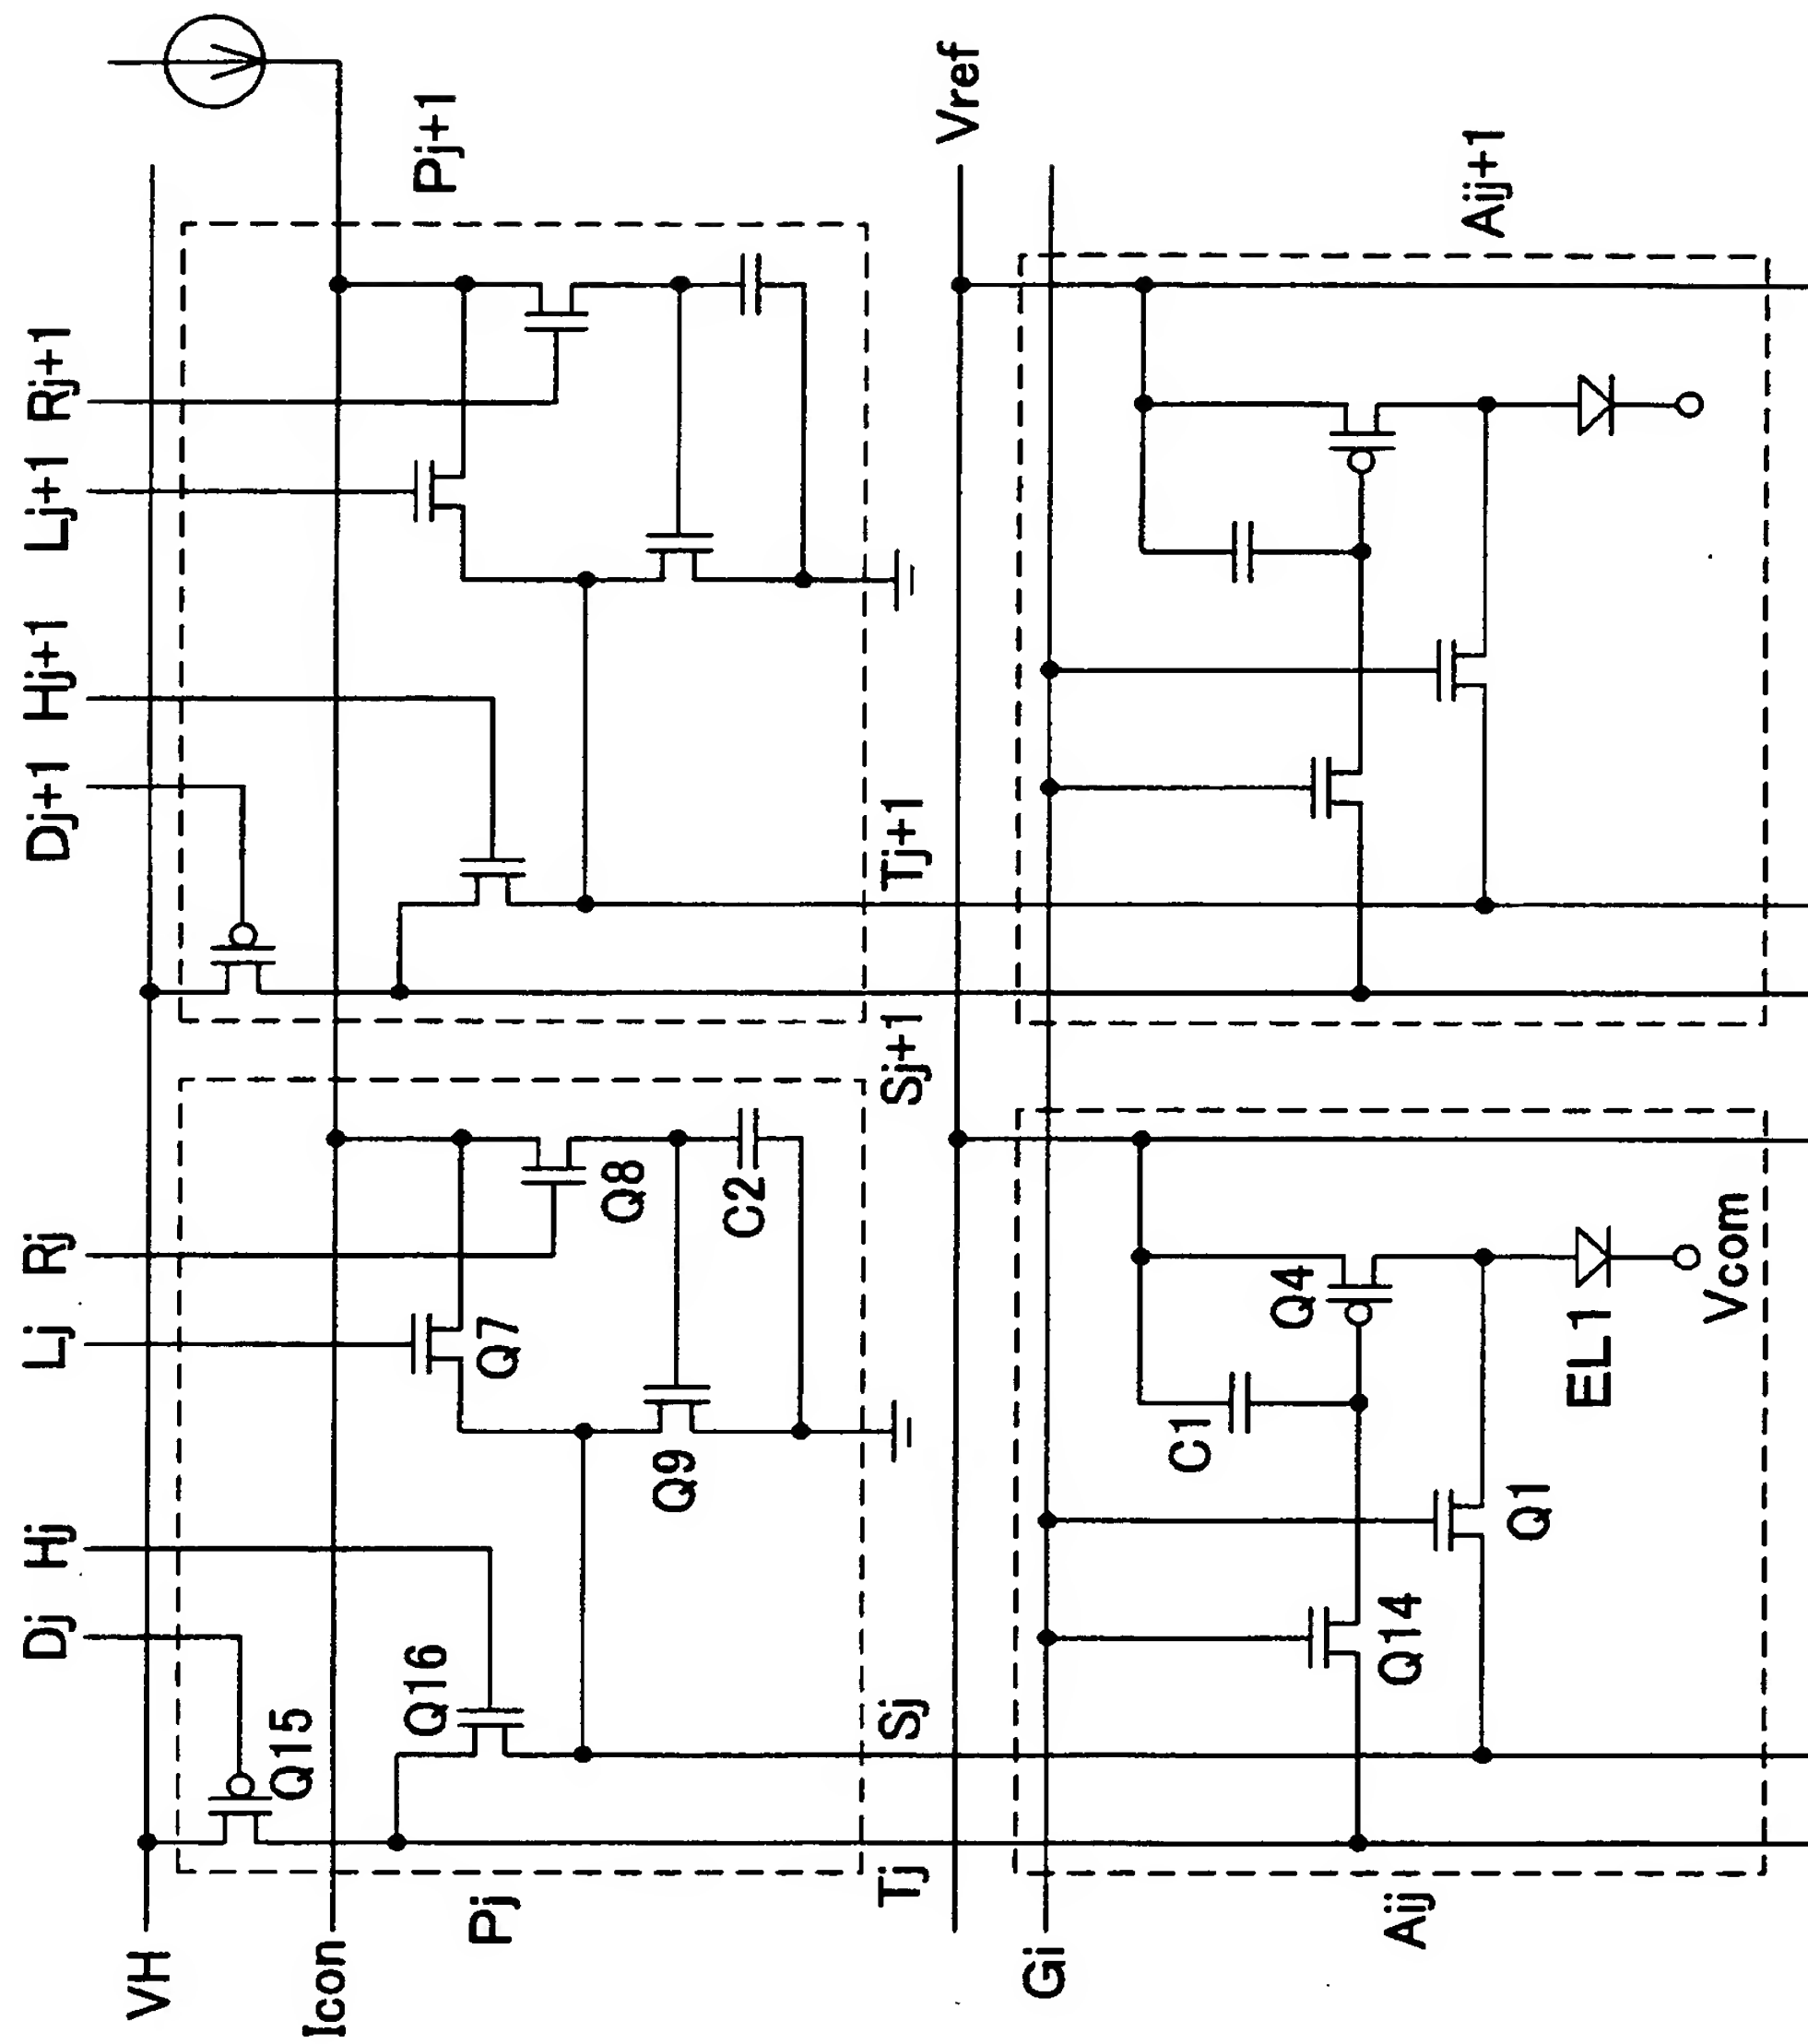 Dj Hj Lj Rj Dj+1 Hj+1 Lj+1 Rj+1
VH
Q15
Icon
Q16
Pj+1
Pj
Q7
Q8
Q9
C2
Tj Sj Sj+1 Tj+1
Vref
Gi
C1
Q4
Aij
Q14
Aij+1
Q1
EL1
Vcom